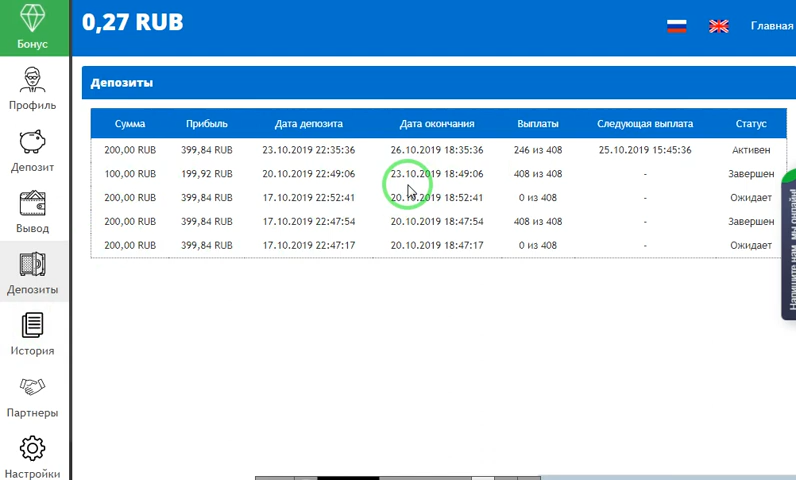 0,27 RUB
Главная
Бонус
Профиль
Депозит
Вывод
Депозиты
История
Партнеры
Настройки
Депозиты
Сумма Прибыль Дата депозита Дата окончания Выплаты Следующая выплата Статус
200,00 RUB 399,84 RUB 23.10.2019 22:35:36 26.10.2019 18:35:36 246 из 408 25.10.2019 15:45:36 Активен
100,00 RUB 199,92 RUB 20.10.2019 22:49:06 23.10.2019 18:49:06 408 из 408 - Завершен
200,00 RUB 399,84 RUB 17.10.2019 22:52:41 20.10.2019 18:52:41 0 из 408 - Ожидает
200,00 RUB 399,84 RUB 17.10.2019 22:47:54 20.10.2019 18:47:54 408 из 408 - Завершен
200,00 RUB 399,84 RUB 17.10.2019 22:47:17 20.10.2019 18:47:17 0 из 408 - Ожидает
Напишите нам, мы онлайн!